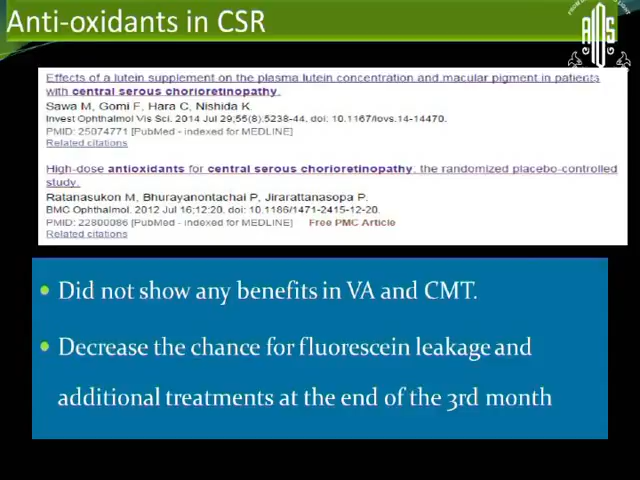 Anti-oxidants in CSR
Effects of a lutein supplement on the plasma lutein concentration and macular pigment in patients
with central serous chorioretinopathy.
Sawa M, Gomi F, Hara C, Nishida K.
Invest Ophthalmol Vis Sci. 2014 Jul 29;55(8):5238-44. doi: 10.1167/iovs.14-14470.
PMID: 25074771 [PubMed - indexed for MEDLINE]
Related citations
High-dose antioxidants for central serous chorioretinopathy; the randomized placebo-controlled
study.
Ratanasukon M, Bhurayanontachai P, Jirarattanasopa P.
BMC Ophthalmol. 2012 Jul 16;12:20. doi: 10.1186/1471-2415-12-20.
PMID: 22800086 [PubMed - indexed for MEDLINE] Free PMC Article
Related citations
Did not show any benefits in VA and CMT.
Decrease the chance for fluorescein leakage and
additional treatments at the end of the 3rd month